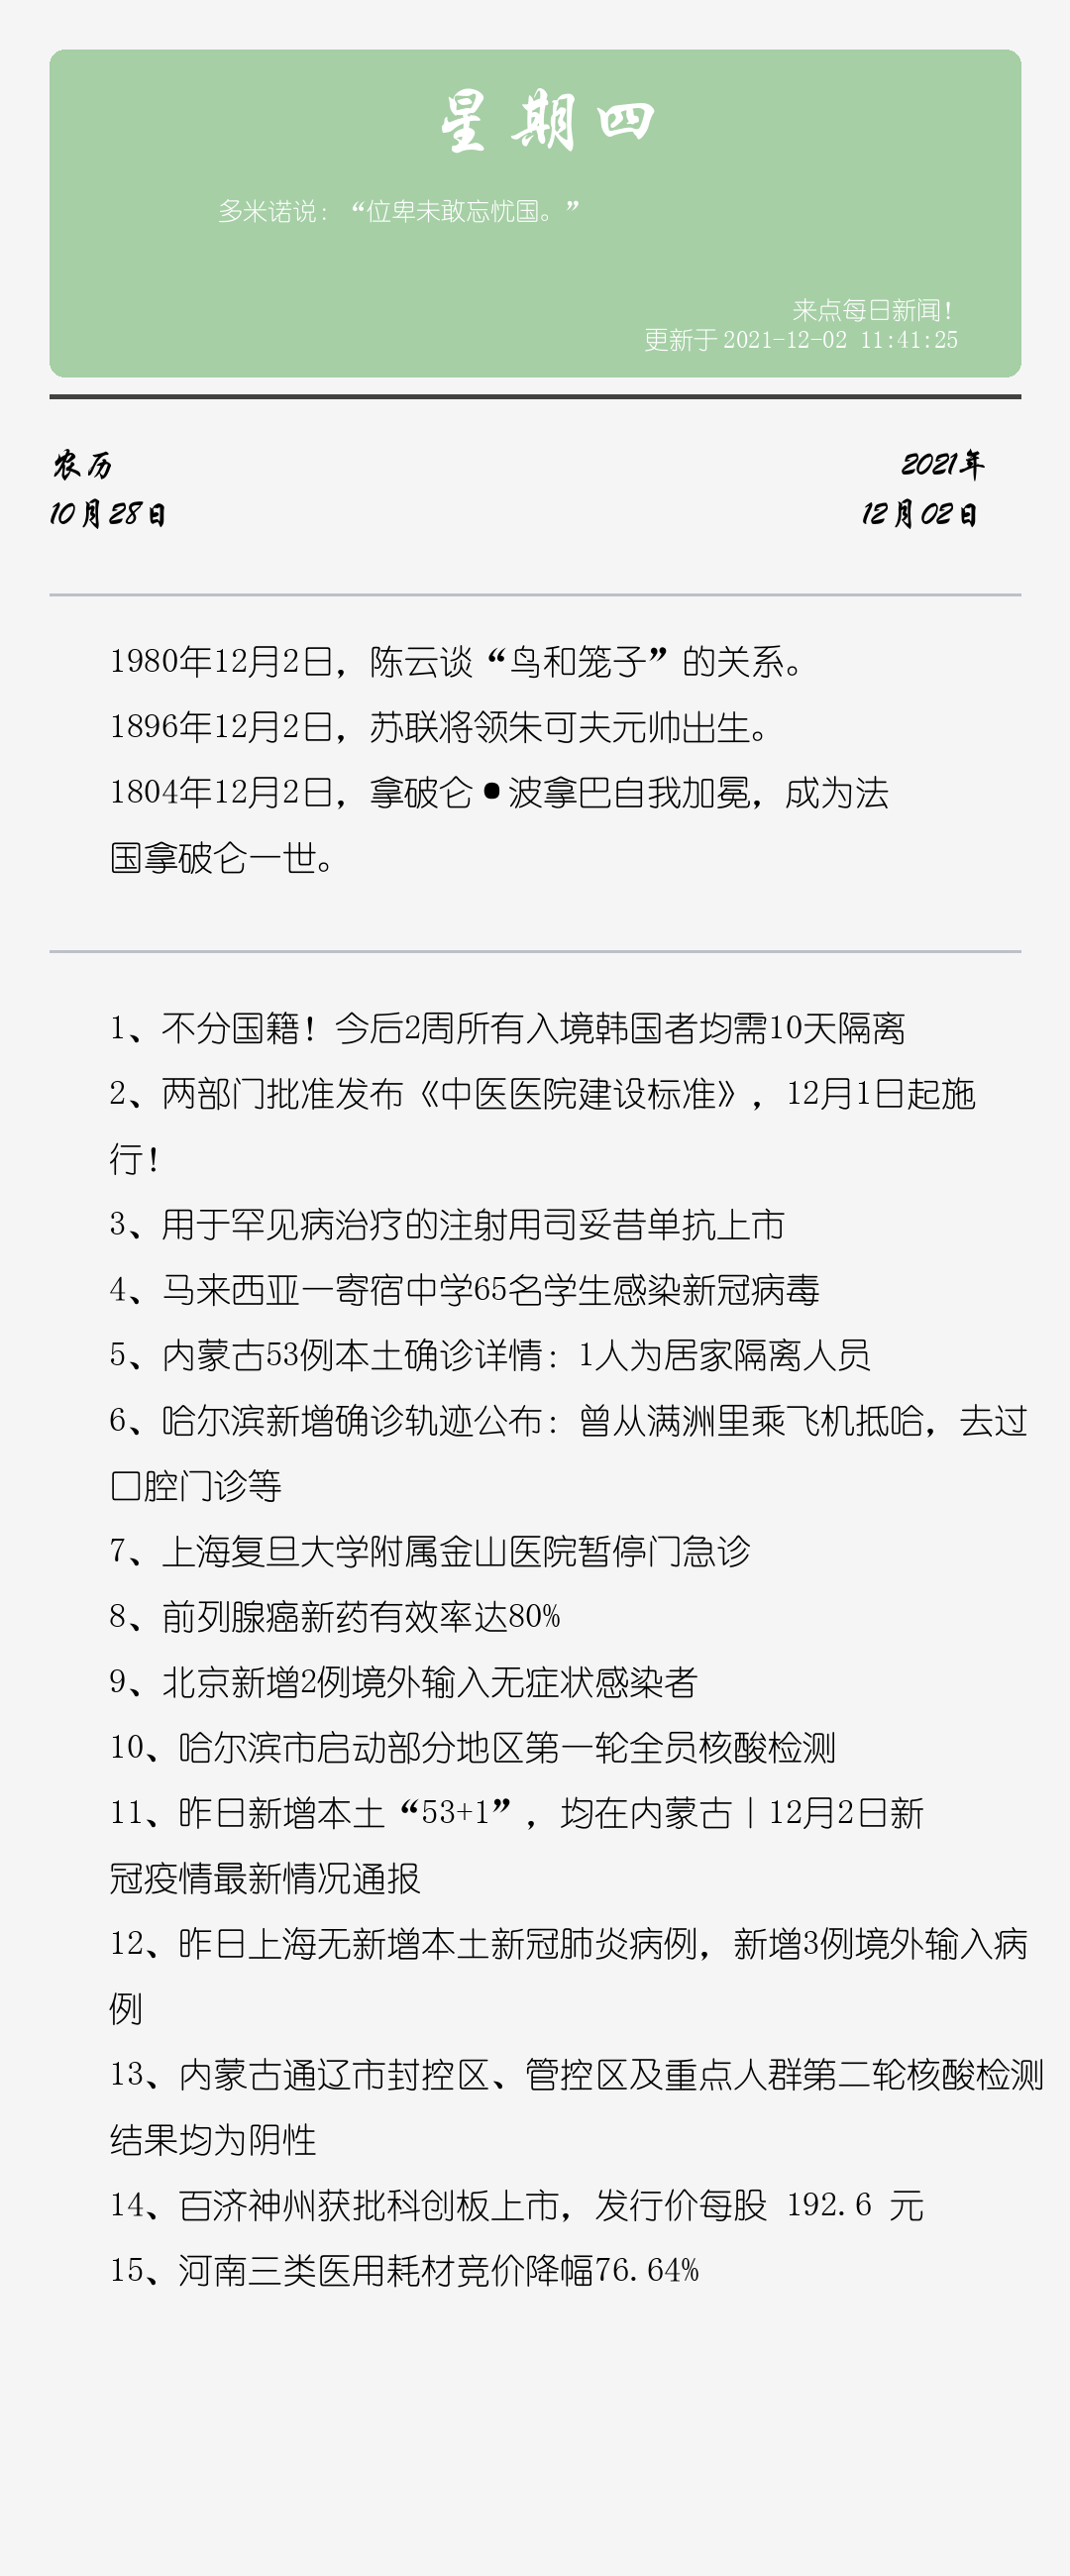 星期四
多米诺说：“位卑未敢忘忧国。”
来点每日新闻！
更新于 2021-12-02 11:41:25
农历
2021年
10月28日
12月02日
1980年12月2日，陈云谈“鸟和笼子”的关系。
1896年12月2日，苏联将领朱可夫元帅出生。
1804年12月2日，拿破仑•波拿巴自我加冕，成为法
国拿破仑一世。
1、不分国籍！今后2周所有入境韩国者均需10天隔离
2、两部门批准发布《中医医院建设标准》，12月1日起施
行！
3、用于罕见病治疗的注射用司妥昔单抗上市
4、马来西亚一寄宿中学65名学生感染新冠病毒
5、内蒙古53例本土确诊详情：1人为居家隔离人员
6、哈尔滨新增确诊轨迹公布：曾从满洲里乘飞机抵哈，去过
口腔门诊等
7、上海复旦大学附属金山医院暂停门急诊
8、前列腺癌新药有效率达80%
9、北京新增2例境外输入无症状感染者
10、哈尔滨市启动部分地区第一轮全员核酸检测
11、昨日新增本土“53+1”，均在内蒙古｜12月2日新
冠疫情最新情况通报
12、昨日上海无新增本土新冠肺炎病例，新增3例境外输入病
例
13、内蒙古通辽市封控区、管控区及重点人群第二轮核酸检测
结果均为阴性
14、百济神州获批科创板上市，发行价每股 192.6 元
15、河南三类医用耗材竞价降幅76.64%